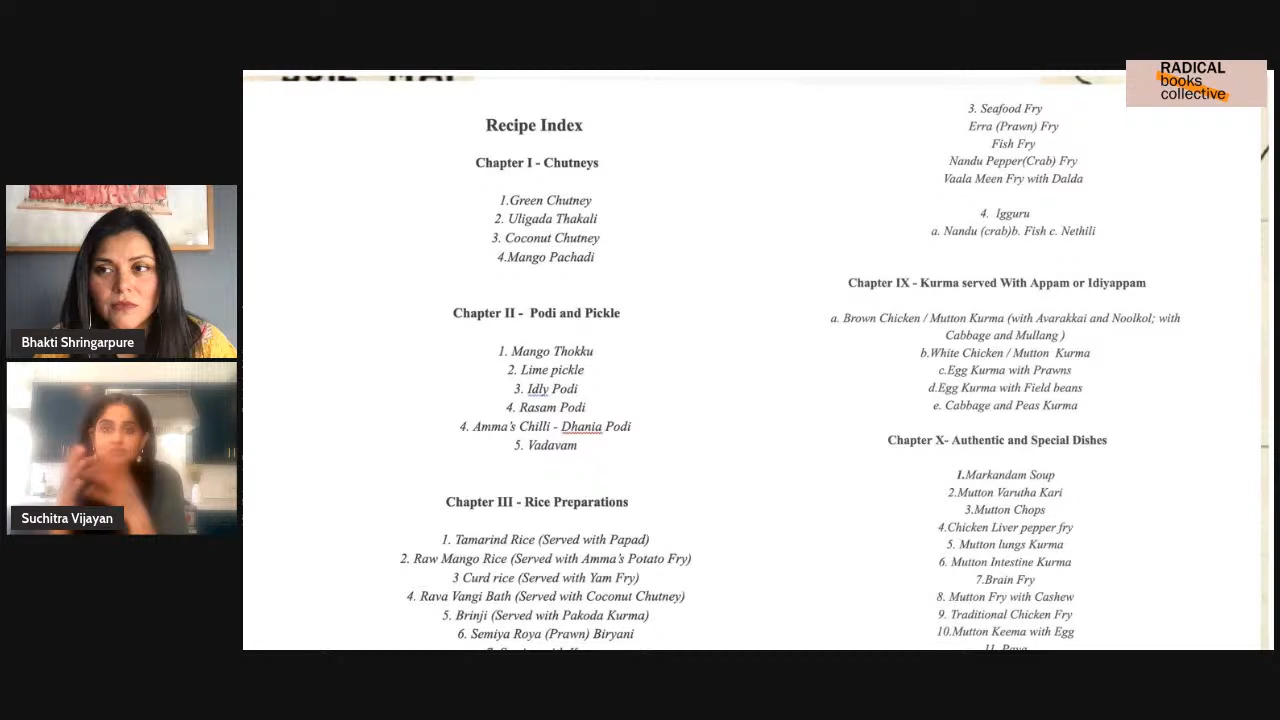 RADICAL
books
collective
Bhakti Shringarpure
Suchitra Vijayan
Recipe Index
Chapter I - Chutneys
1.Green Chutney
2. Uligada Thakali
3. Coconut Chutney
4.Mango Pachadi
Chapter II - Podi and Pickle
1. Mango Thokku
2. Lime pickle
3. Idly Podi
4. Rasam Podi
4. Amma's Chilli - Dhania Podi
5. Vadavam
Chapter III - Rice Preparations
1. Tamarind Rice (Served with Papad)
2. Raw Mango Rice (Served with Amma's Potato Fry)
3 Curd rice (Served with Yam Fry)
4. Rava Vangi Bath (Served with Coconut Chutney)
5. Brinji (Served with Pakoda Kurma)
6. Semiya Roya (Prawn) Biryani
3. Seafood Fry
Erra (Prawn) Fry
Fish Fry
Nandu Pepper(Crab) Fry
Vaala Meen Fry with Dalda
4. Igguru
a. Nandu (crab)b. Fish c. Nethili
Chapter IX - Kurma served With Appam or Idiyappam
a. Brown Chicken / Mutton Kurma (with Avarakkai and Noolkol; with
Cabbage and Mullang )
b.White Chicken / Mutton Kurma
c.Egg Kurma with Prawns
d.Egg Kurma with Field beans
e. Cabbage and Peas Kurma
Chapter X- Authentic and Special Dishes
1.Markandam Soup
2.Mutton Varutha Kari
3.Mutton Chops
4.Chicken Liver pepper fry
5. Mutton lungs Kurma
6. Mutton Intestine Kurma
7.Brain Fry
8. Mutton Fry with Cashew
9. Traditional Chicken Fry
10.Mutton Keema with Egg
11. Paya